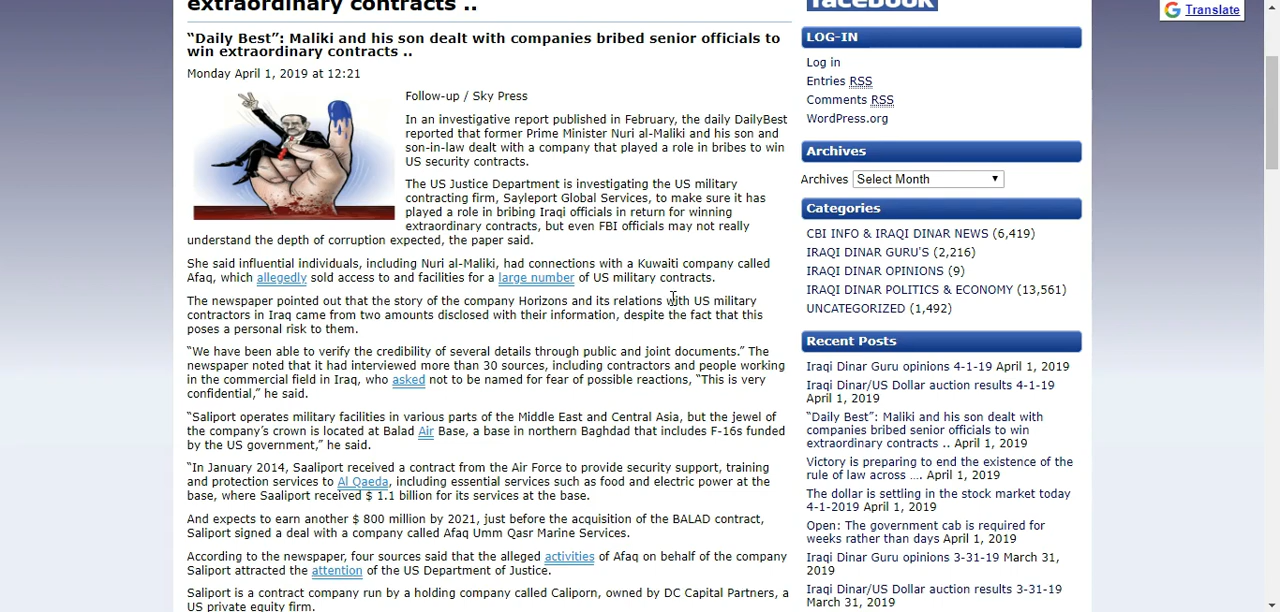 extraordinary contracts ..
“Daily Best”: Maliki and his son dealt with companies bribed senior officials to
win extraordinary contracts ..
Monday April 1, 2019 at 12:21
Follow-up / Sky Press
In an investigative report published in February, the daily DailyBest
reported that former Prime Minister Nuri al-Maliki and his son and
son-in-law dealt with a company that played a role in bribes to win
US security contracts.
The US Justice Department is investigating the US military
contracting firm, Sayleport Global Services, to make sure it has
played a role in bribing Iraqi officials in return for winning
extraordinary contracts, but even FBI officials may not really
understand the depth of corruption expected, the paper said.
She said influential individuals, including Nuri al-Maliki, had connections with a Kuwaiti company called
Afaq, which allegedly sold access to and facilities for a large number of US military contracts.
The newspaper pointed out that the story of the company Horizons and its relations with US military
contractors in Iraq came from two amounts disclosed with their information, despite the fact that this
poses a personal risk to them.
“We have been able to verify the credibility of several details through public and joint documents.” The
newspaper noted that it had interviewed more than 30 sources, including contractors and people working
in the commercial field in Iraq, who asked not to be named for fear of possible reactions, “This is very
confidential,” he said.
“Saliport operates military facilities in various parts of the Middle East and Central Asia, but the jewel of
the company’s crown is located at Balad Air Base, a base in northern Baghdad that includes F-16s funded
by the US government,” he said.
“In January 2014, Saaliport received a contract from the Air Force to provide security support, training
and protection services to Al Qaeda, including essential services such as food and electric power at the
base, where Saaliport received $ 1.1 billion for its services at the base.
And expects to earn another $ 800 million by 2021, just before the acquisition of the BALAD contract,
Saliport signed a deal with a company called Afaq Umm Qasr Marine Services.
According to the newspaper, four sources said that the alleged activities of Afaq on behalf of the company
Saliport attracted the attention of the US Department of Justice.
Saliport is a contract company run by a holding company called Caliporn, owned by DC Capital Partners, a
US private equity firm.
facebook
Translate
LOG-IN
Log in
Entries RSS
Comments RSS
WordPress.org
Archives
Archives Select Month
Categories
CBI INFO & IRAQI DINAR NEWS (6,419)
IRAQI DINAR GURU'S (2,216)
IRAQI DINAR OPINIONS (9)
IRAQI DINAR POLITICS & ECONOMY (13,561)
UNCATEGORIZED (1,492)
Recent Posts
Iraqi Dinar Guru opinions 4-1-19 April 1, 2019
Iraqi Dinar/US Dollar auction results 4-1-19
April 1, 2019
“Daily Best”: Maliki and his son dealt with
companies bribed senior officials to win
extraordinary contracts .. April 1, 2019
Victory is preparing to end the existence of the
rule of law across …. April 1, 2019
The dollar is settling in the stock market today
4-1-2019 April 1, 2019
Open: The government cab is required for
weeks rather than days April 1, 2019
Iraqi Dinar Guru opinions 3-31-19 March 31,
2019
Iraqi Dinar/US Dollar auction results 3-31-19
March 31, 2019